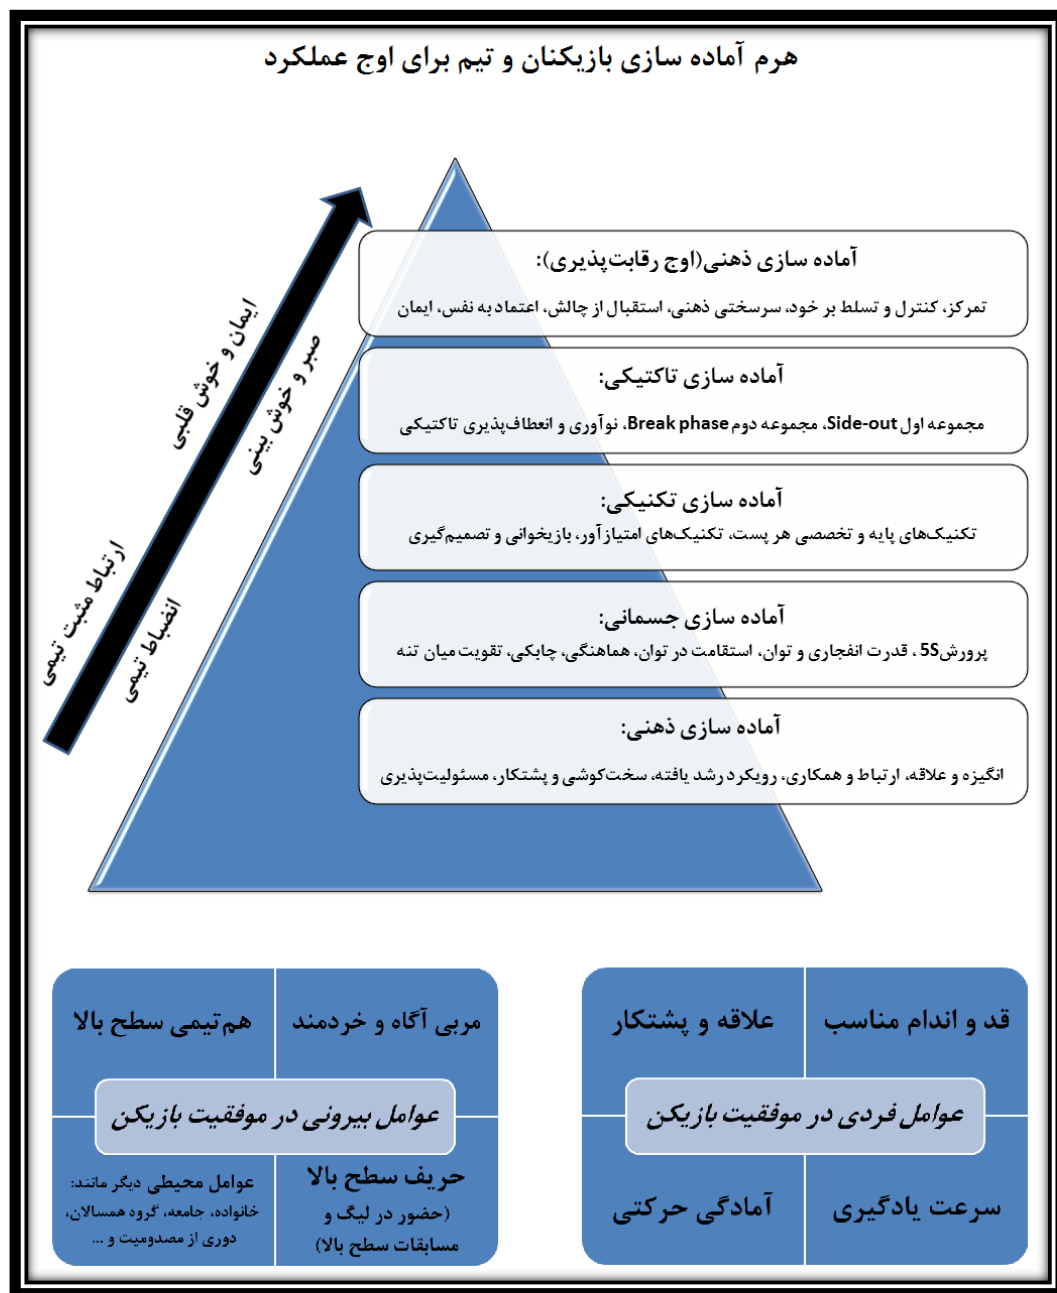 هرم آماده سازی بازیکنان و تیم برای اوج عملکرد
آماده سازی ذهنی(اوج رقابت‌پذیری):
تمرکز، کنترل و تسلط بر خود، سرسختی ذهنی، استقبال از چالش، اعتماد به نفس، ایمان
آماده سازی تاکتیکی:
مجموعه اول Side-out، مجموعه دوم Break phase، نوآوری و انعطاف‌پذیری تاکتیکی
آماده سازی تکنیکی:
تکنیک‌های پایه و تخصصی هر پست، تکنیک‌های امتیازآور، بازیخوانی و تصمیم‌گیری
آماده سازی جسمانی:
پرورش5S ، قدرت انفجاری و توان، استقامت در توان، هماهنگی، چابکی، تقویت میان تنه
آماده سازی ذهنی:
انگیزه و علاقه، ارتباط و همکاری، رویکرد رشد یافته، سخت‌کوشی و پشتکار، مسئولیت‌پذیری
ایمان و خوش قلبی
صبر و خوش بینی
ارتباط مثبت تیمی
انضباط تیمی
قد و اندام مناسب
علاقه و پشتکار
عوامل فردی در موفقیت بازیکن
سرعت یادگیری
آمادگی حرکتی
مربی آگاه و خردمند
هم‌تیمی سطح بالا
عوامل بیرونی در موفقیت بازیکن
حریف سطح بالا
(حضور در لیگ و
مسابقات سطح بالا)
عوامل محیطی دیگر مانند:
خانواده، جامعه، گروه همسالان،
دوری از مصدومیت و ...